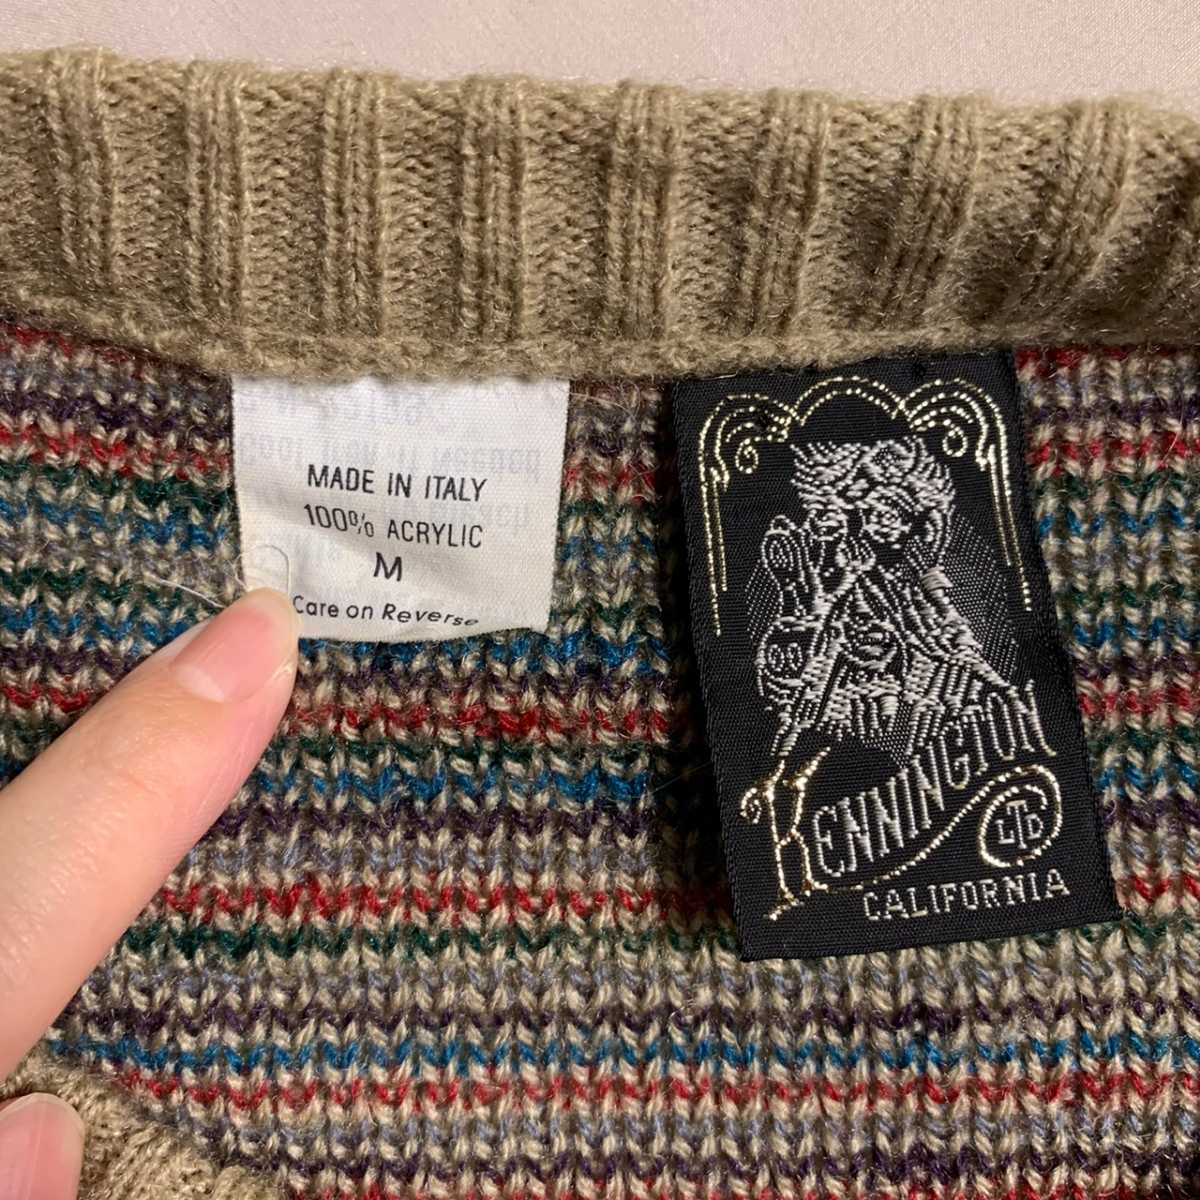 MADE IN ITALY
100% ACRYLIC
M
Care on Reverse
KENNINGTON
LTD
CALIFORNIA